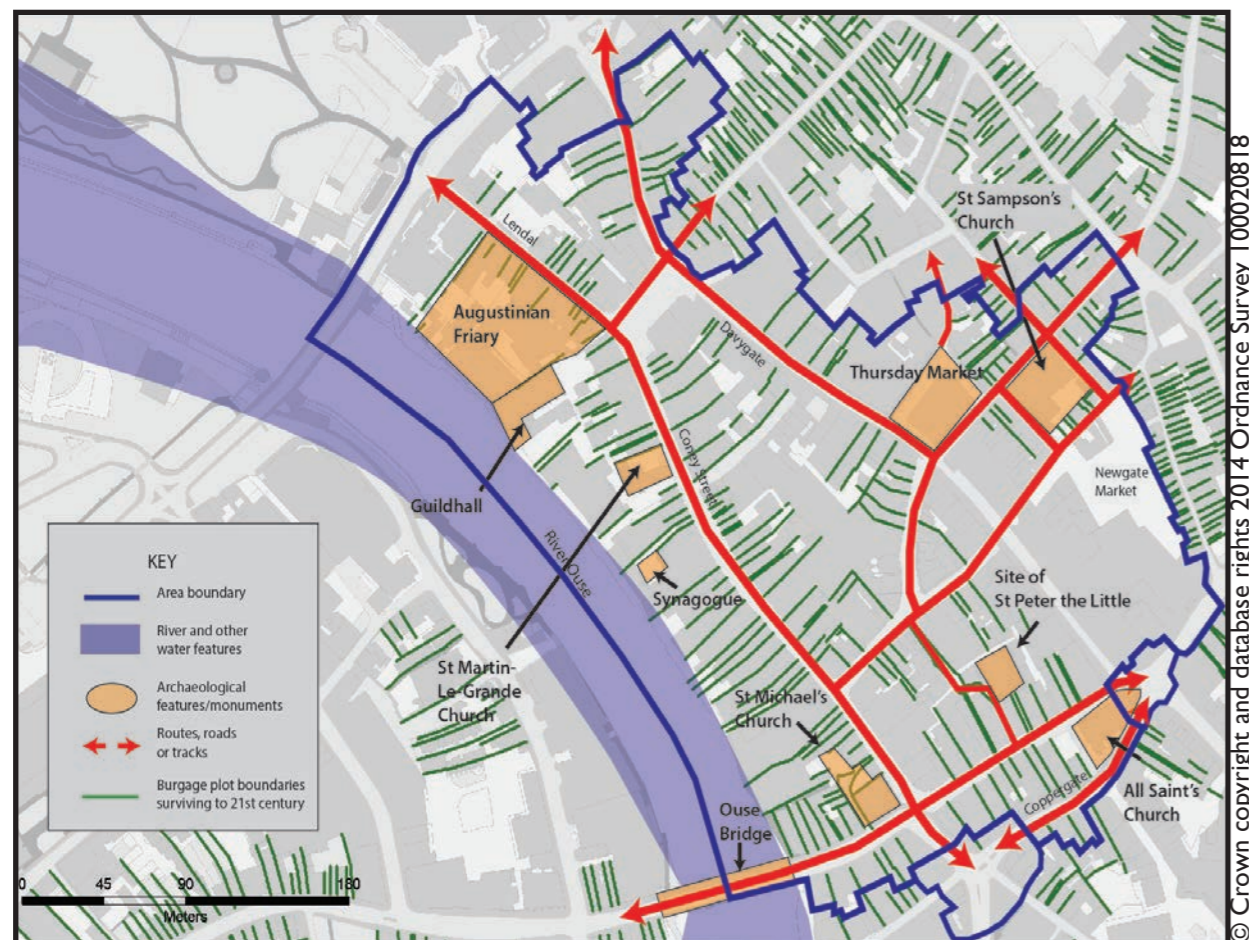 St Sampson's
Church
Lendal
Augustinian
Friary
Davygate
Thursday Market
Coney Street
Newgate
Market
Guildhall
River Ouse
Synagogue
Site of
St Peter the Little
St Martin-
Le-Grande
Church
St Michael's
Church
Ouse
Bridge
Coppergate
All Saint's
Church
KEY
Area boundary
River and other
water features
Archaeological
features/monuments
Routes, roads
or tracks
Burgage plot boundaries
surviving to 21st century
0 45 90 180
Meters
© Crown copyright and database rights 2014 Ordnance Survey 100020818